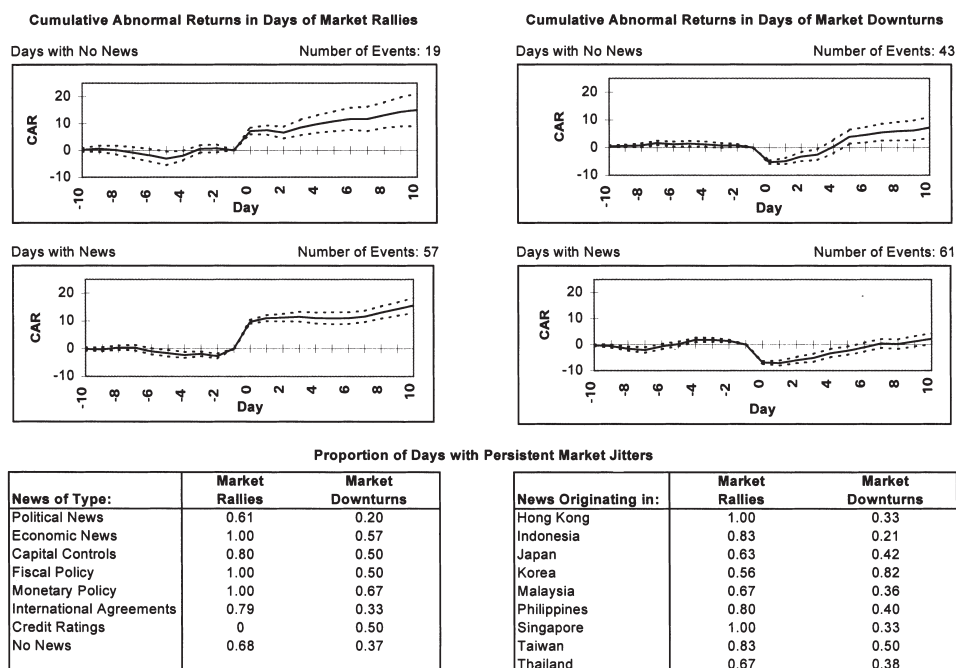 Cumulative Abnormal Returns in Days of Market Rallies
Days with No News Number of Events: 19
CAR
20
10
0
-10
-10 -8 -6 -4 -2 0 2 4 6 8 10
Day
Days with News Number of Events: 57
CAR
20
10
0
-10
-10 -8 -6 -4 -2 0 2 4 6 8 10
Day
Cumulative Abnormal Returns in Days of Market Downturns
Days with No News Number of Events: 43
CAR
20
10
0
-10
-10 -8 -6 -4 -2 0 2 4 6 8 10
Day
Days with News Number of Events: 61
CAR
20
10
0
-10
-10 -8 -6 -4 -2 0 2 4 6 8 10
Day
Proportion of Days with Persistent Market Jitters
Market Market
News of Type: Rallies Downturns
Political News 0.61 0.20
Economic News 1.00 0.57
Capital Controls 0.80 0.50
Fiscal Policy 1.00 0.50
Monetary Policy 1.00 0.67
International Agreements 0.79 0.33
Credit Ratings 0 0.50
No News 0.68 0.37
Market Market
News Originating in: Rallies Downturns
Hong Kong 1.00 0.33
Indonesia 0.83 0.21
Japan 0.63 0.42
Korea 0.56 0.82
Malaysia 0.67 0.36
Philippines 0.80 0.40
Singapore 1.00 0.33
Taiwan 0.83 0.50
Thailand 0.67 0.38